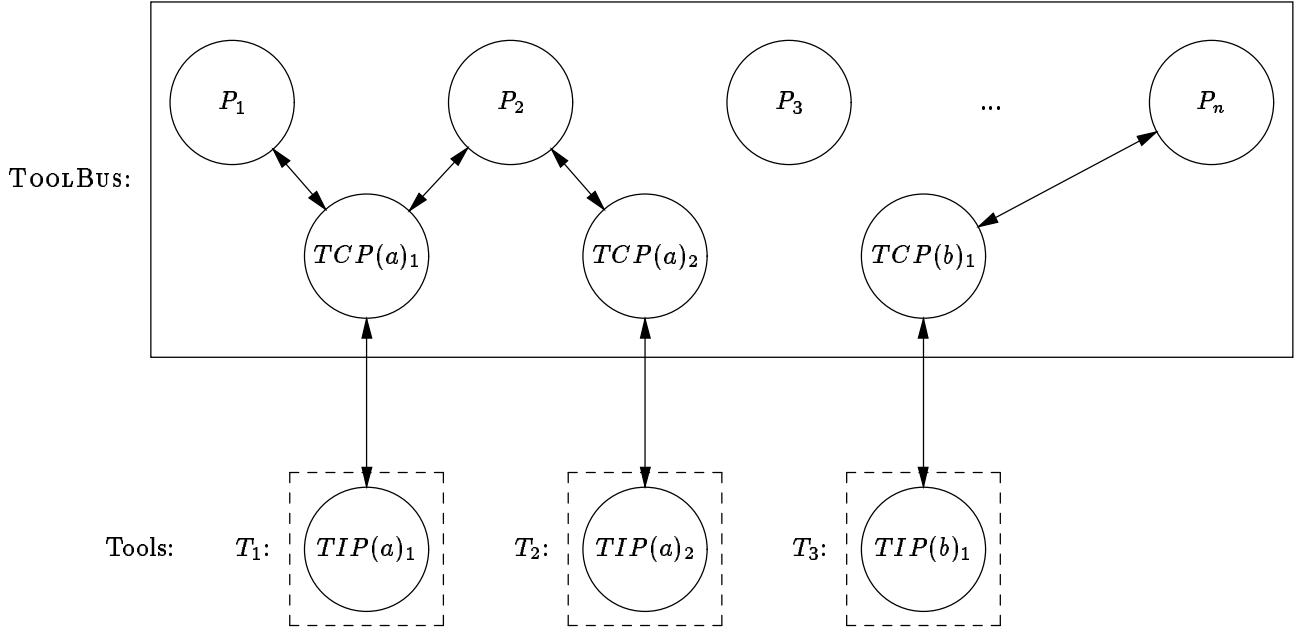 P₁ P₂ P₃ ... Pₙ
TOOLBUS:
TCP(a)₁ TCP(a)₂ TCP(b)₁
Tools: T₁: TIP(a)₁ T₂: TIP(a)₂ T₃: TIP(b)₁